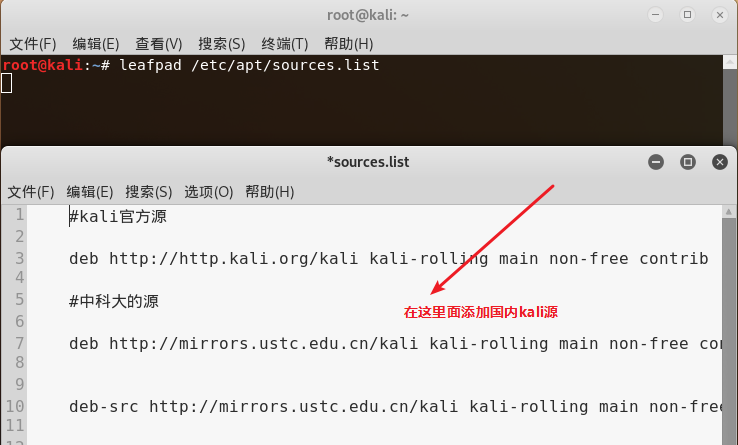 root@kali: ~
文件(F) 编辑(E) 查看(V) 搜索(S) 终端(T) 帮助(H)
root@kali:~# leafpad /etc/apt/sources.list
*sources.list
文件(F) 编辑(E) 搜索(S) 选项(O) 帮助(H)
1 #kali官方源
2
3 deb http://http.kali.org/kali kali-rolling main non-free contrib
4
5 #中科大的源
在这里面添加国内kali源
6
7 deb http://mirrors.ustc.edu.cn/kali kali-rolling main non-free
8
9
10 deb-src http://mirrors.ustc.edu.cn/kali kali-rolling main non-free
11